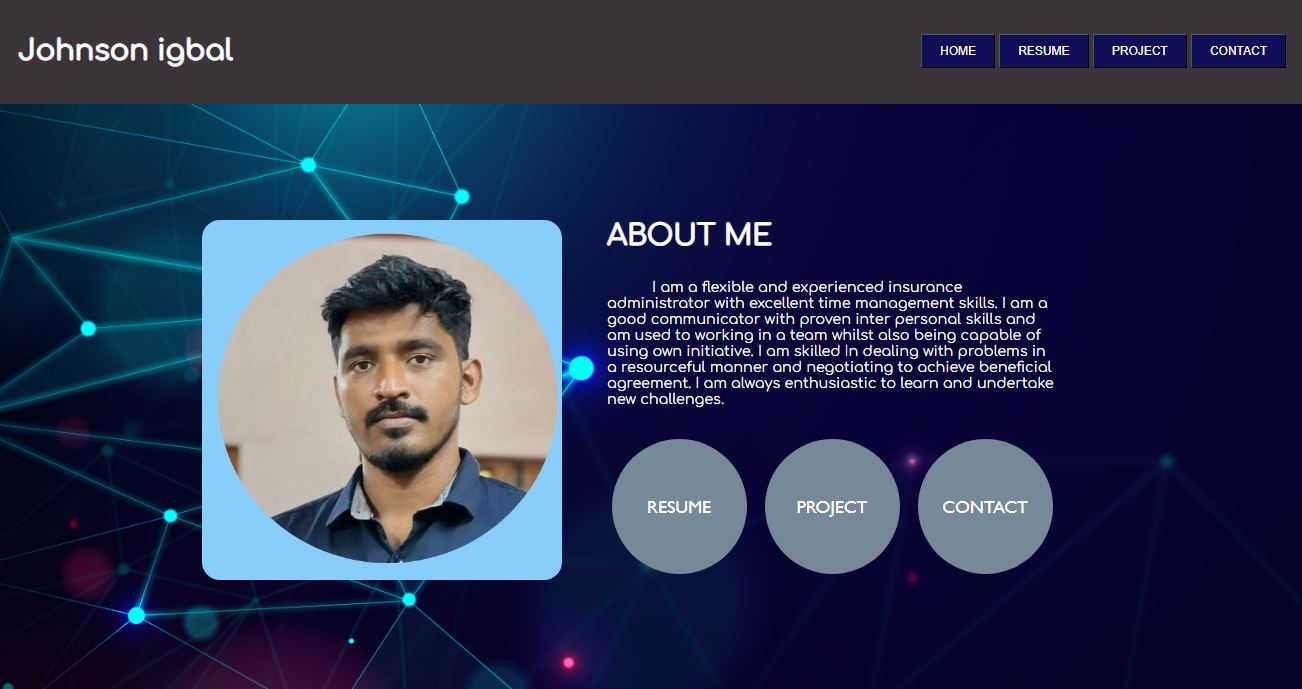 Johnson igbal
HOME RESUME PROJECT CONTACT
ABOUT ME
I am a flexible and experienced insurance
administrator with excellent time management skills. I am a
good communicator with proven inter personal skills and
am used to working in a team whilst also being capable of
using own initiative. I am skilled In dealing with problems in
a resourceful manner and negotiating to achieve beneficial
agreement. I am always enthusiastic to learn and undertake
new challenges.
RESUME PROJECT CONTACT